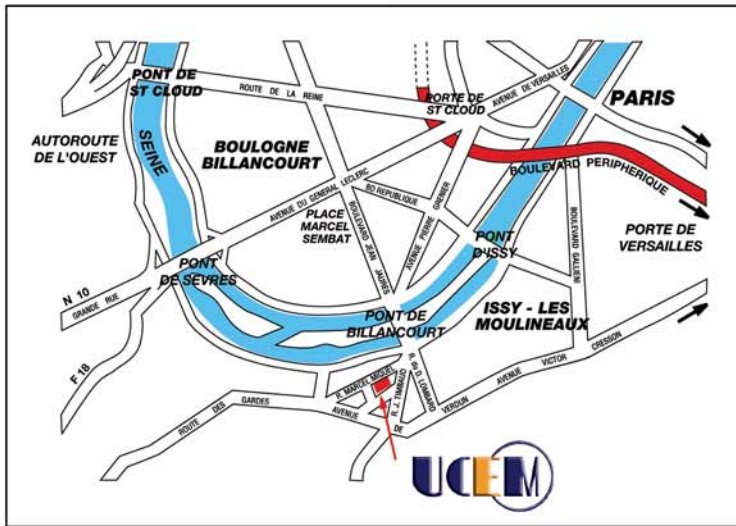 PONT DE
ST CLOUD
ROUTE DE LA REINE
PORTE DE
ST CLOUD
AVENUE DE VERSAILLES
PARIS
AUTOROUTE
DE L'OUEST
SEINE
BOULOGNE
BILLANCOURT
BOULEVARD PERIPHERIQUE
AVENUE DU GENERAL LECLERC
BD REPUBLIQUE
PLACE
MARCEL
SEMBAT
BOULEVARD JEAN JAURES
AVENUE PIERRE GRENIER
BOULEVARD GALLIENI
PORTE DE
VERSAILLES
PONT
D'ISSY
PONT
DE SEVRES
N 10
GRANDE RUE
F 18
PONT DE
BILLANCOURT
ISSY - LES
MOULINEAUX
R. MARCEL MIQUEL
R. J. TIMBAUD
R. du D. LOMBARD
ROUTE DES GARDES
AVENUE DE VERDUN
AVENUE VICTOR CRESSON
UCEM